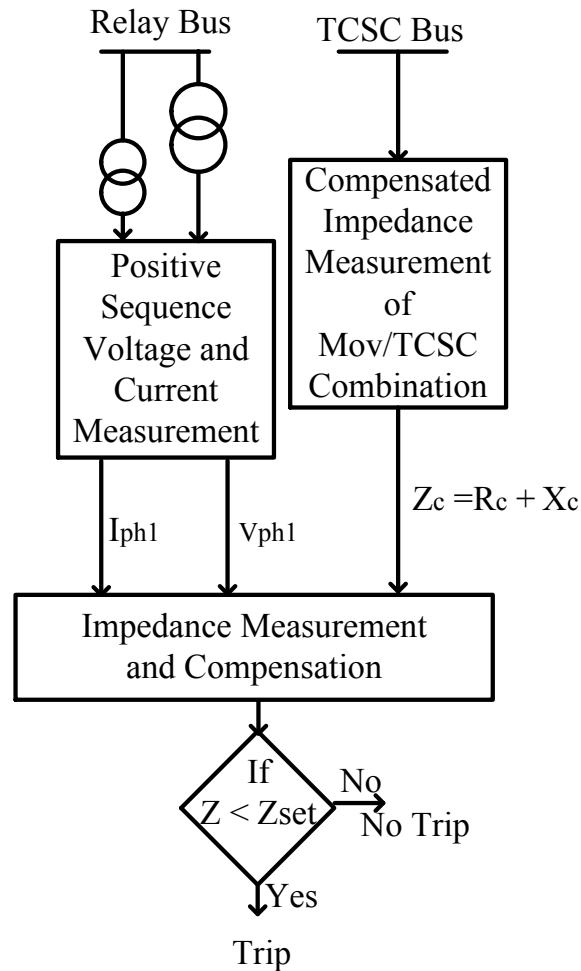 Relay Bus
TCSC Bus
Positive
Sequence
Voltage and
Current
Measurement
Compensated
Impedance
Measurement
of
Mov/TCSC
Combination
Iph1
Vph1
Zc =Rc + Xc
Impedance Measurement
and Compensation
If
Z < Zset
No
No Trip
Yes
Trip